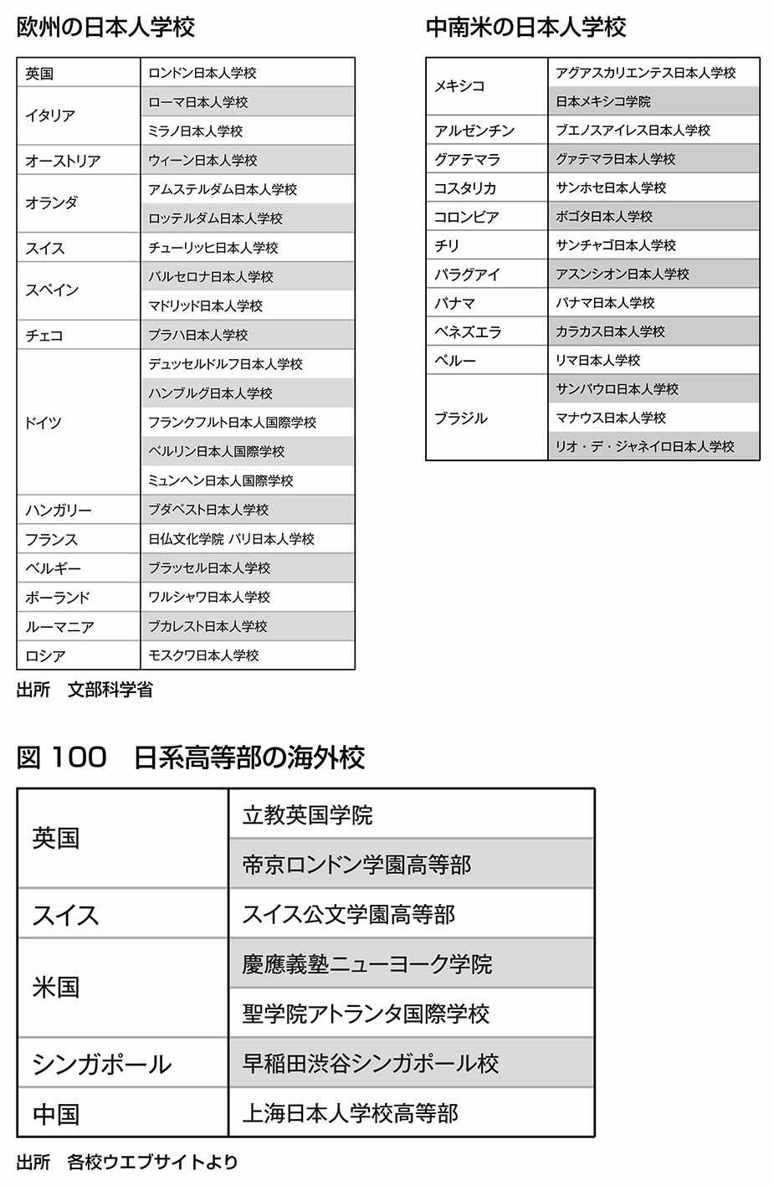 欧州の日本人学校
英国 ロンドン日本人学校
イタリア ローマ日本人学校
ミラノ日本人学校
オーストリア ウィーン日本人学校
オランダ アムステルダム日本人学校
ロッテルダム日本人学校
スイス チューリッヒ日本人学校
スペイン バルセロナ日本人学校
マドリッド日本人学校
チェコ プラハ日本人学校
ドイツ デュッセルドルフ日本人学校
ハンブルグ日本人学校
フランクフルト日本人国際学校
ベルリン日本人国際学校
ミュンヘン日本人国際学校
ハンガリー ブダペスト日本人学校
フランス 日仏文化学院 パリ日本人学校
ベルギー ブラッセル日本人学校
ポーランド ワルシャワ日本人学校
ルーマニア ブカレスト日本人学校
ロシア モスクワ日本人学校
出所 文部科学省
中南米の日本人学校
メキシコ アグアスカリエンテス日本人学校
日本メキシコ学院
アルゼンチン ブエノスアイレス日本人学校
グアテマラ グァテマラ日本人学校
コスタリカ サンホセ日本人学校
コロンビア ボゴタ日本人学校
チリ サンチャゴ日本人学校
パラグアイ アスンシオン日本人学校
パナマ パナマ日本人学校
ベネズエラ カラカス日本人学校
ペルー リマ日本人学校
ブラジル サンパウロ日本人学校
マナウス日本人学校
リオ・デ・ジャネイロ日本人学校
図 100 日系高等部の海外校
英国 立教英国学院
帝京ロンドン学園高等部
スイス スイス公文学園高等部
米国 慶應義塾ニューヨーク学院
聖学院アトランタ国際学校
シンガポール 早稲田渋谷シンガポール校
中国 上海日本人学校高等部
出所 各校ウエブサイトより